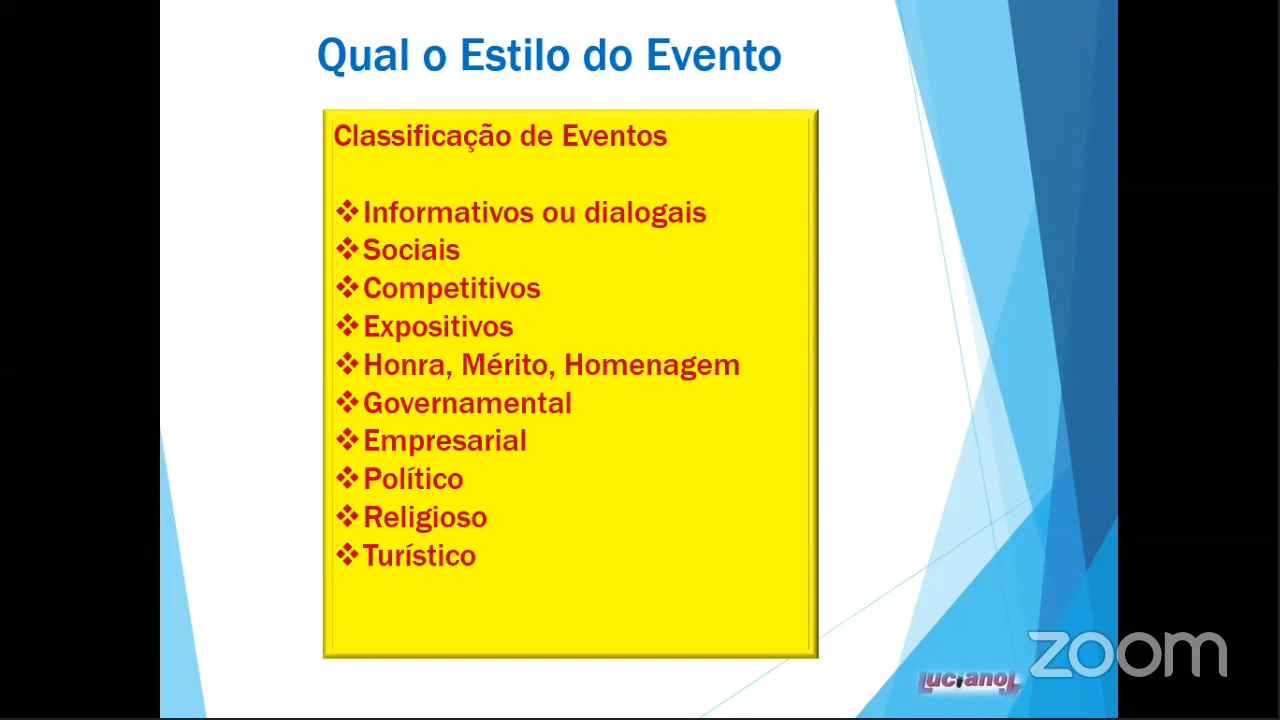 Qual o Estilo do Evento
Classificação de Eventos
❖Informativos ou dialogais
❖Sociais
❖Competitivos
❖Expositivos
❖Honra, Mérito, Homenagem
❖Governamental
❖Empresarial
❖Político
❖Religioso
❖Turístico
LucianoJr
zoom